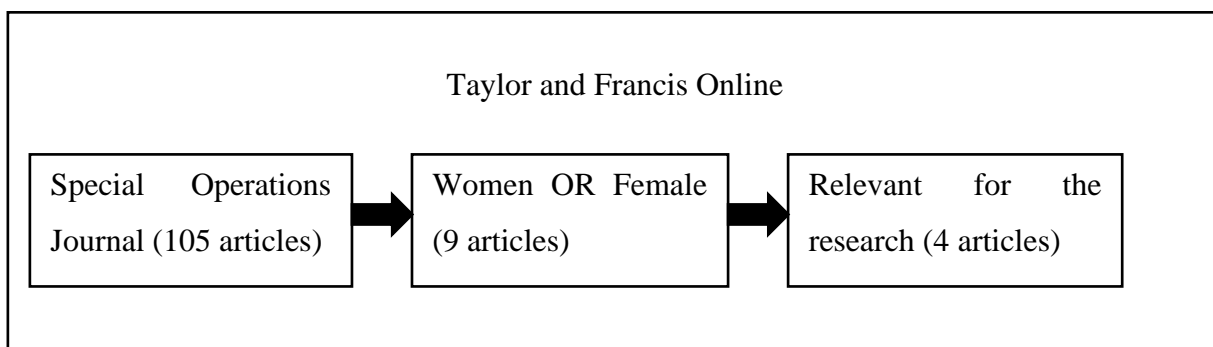 Taylor and Francis Online
Special Operations
Journal (105 articles)
Women OR Female
(9 articles)
Relevant for the
research (4 articles)